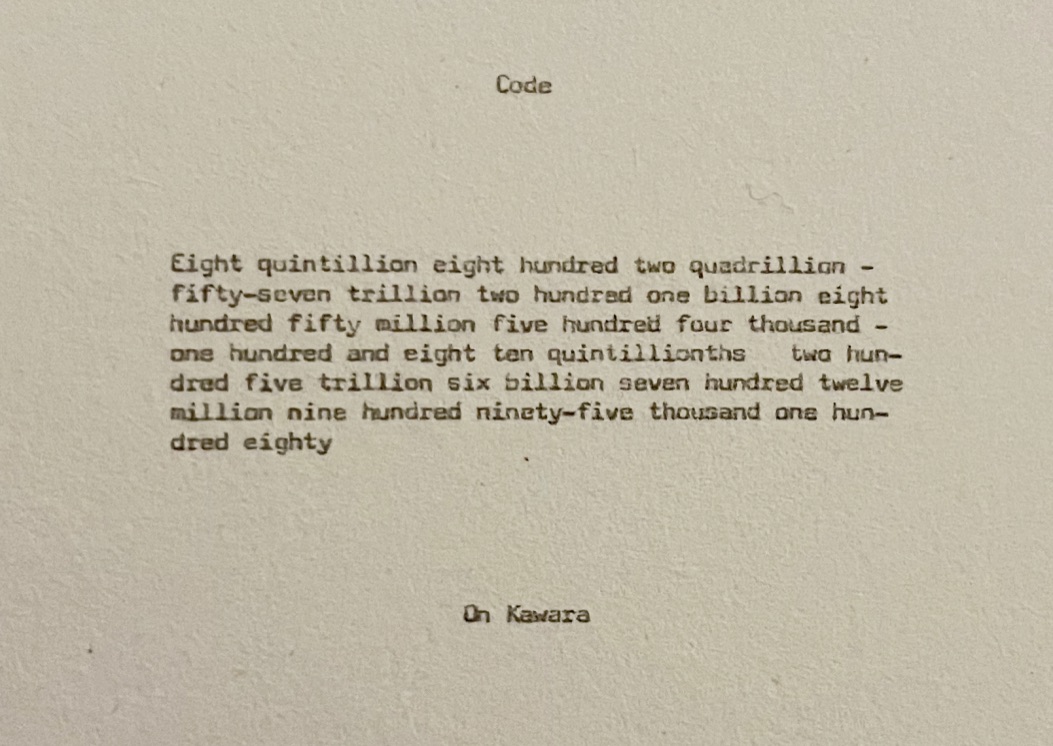 Code
Eight quintillion eight hundred two quadrillion -
fifty-seven trillion two hundred one billion eight
hundred fifty million five hundred four thousand -
one hundred and eight ten quintillionths   two hun-
dred five trillion six billion seven hundred twelve
million nine hundred ninety-five thousand one hun-
dred eighty
On Kawara